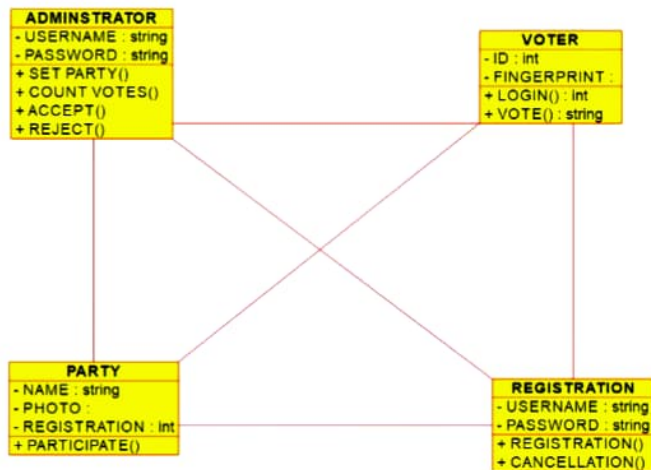 ADMINSTRATOR
- USERNAME : string
- PASSWORD : string
+ SET PARTY()
+ COUNT VOTES()
+ ACCEPT()
+ REJECT()
VOTER
- ID : int
- FINGERPRINT :
+ LOGIN() : int
+ VOTE() : string
PARTY
- NAME : string
- PHOTO :
- REGISTRATION : int
+ PARTICIPATE()
REGISTRATION
- USERNAME : string
- PASSWORD : string
+ REGISTRATION()
+ CANCELLATION()